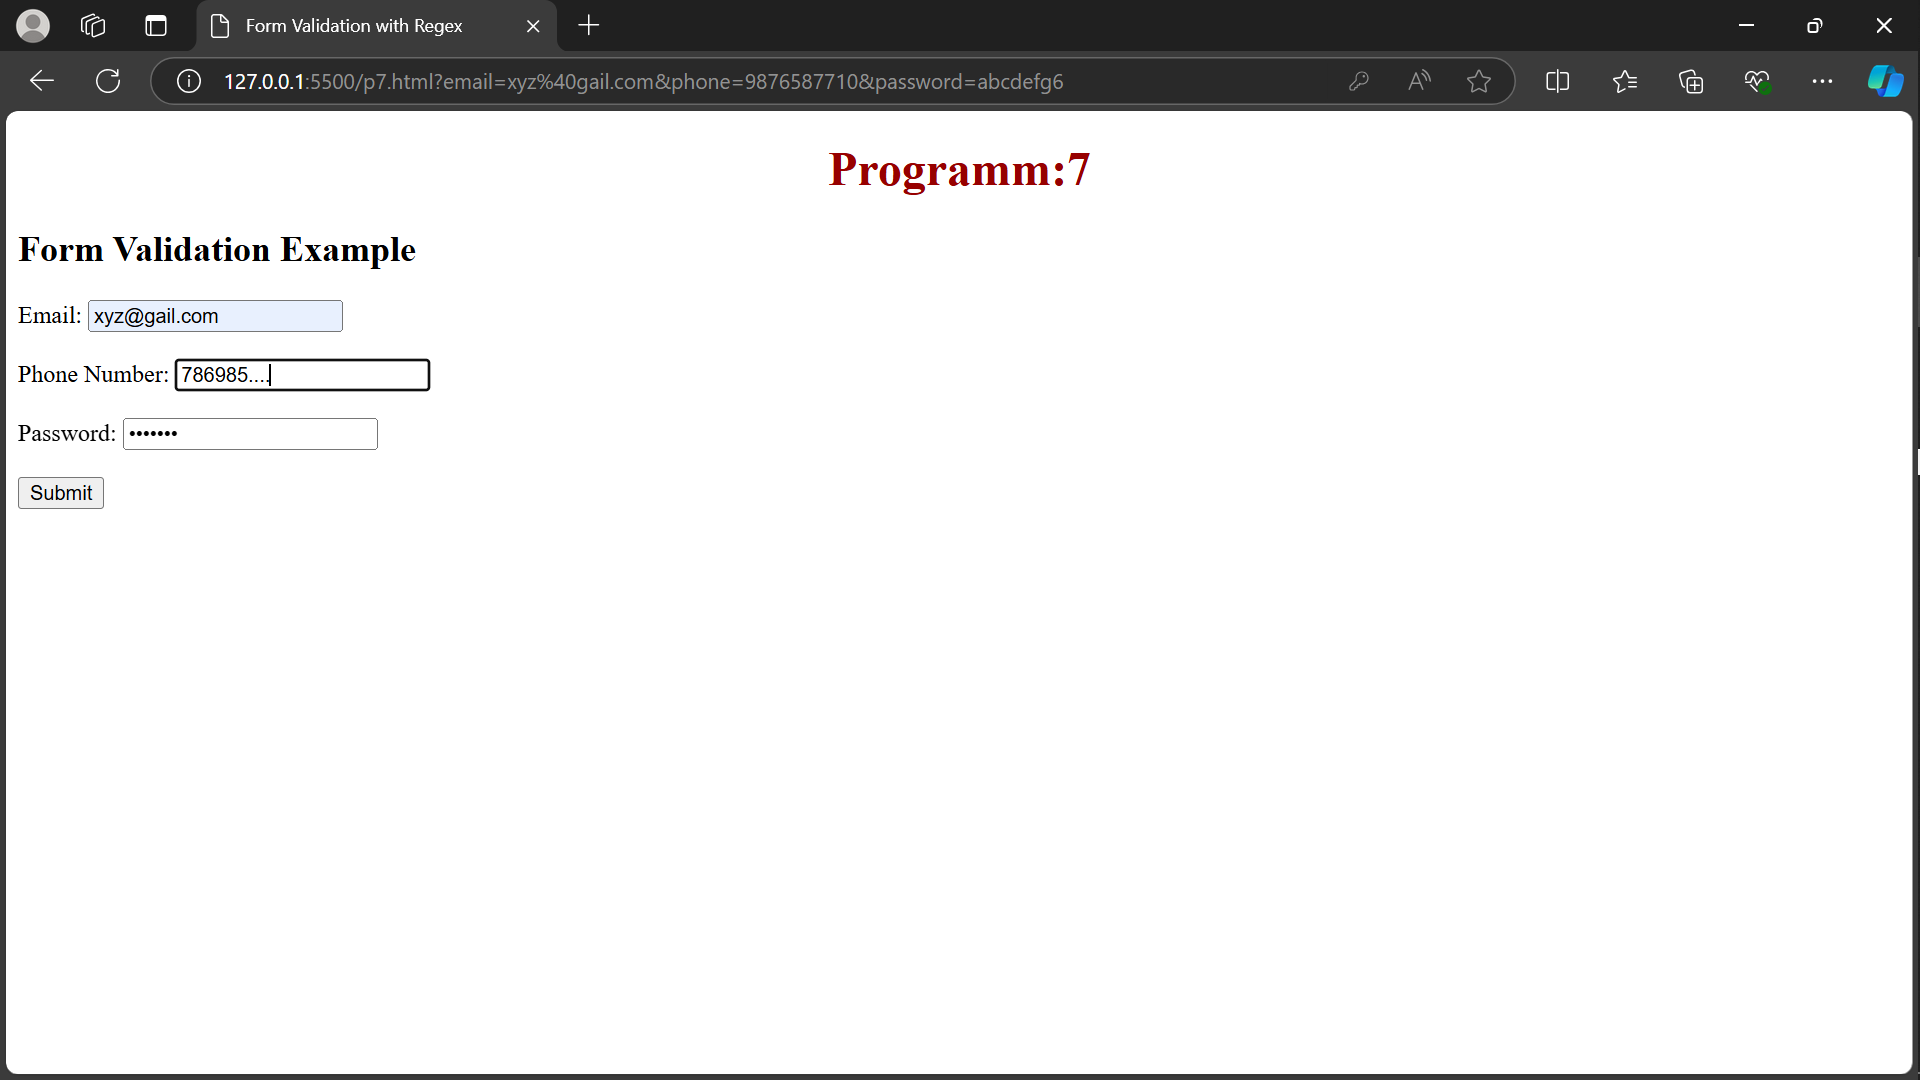 Form Validation with Regex
127.0.0.1:5500/p7.html?email=xyz%40gail.com&phone=9876587710&password=abcdefg6
Programm:7
Form Validation Example
Email: xyz@gail.com
Phone Number: 786985....
Password: •••••••
Submit